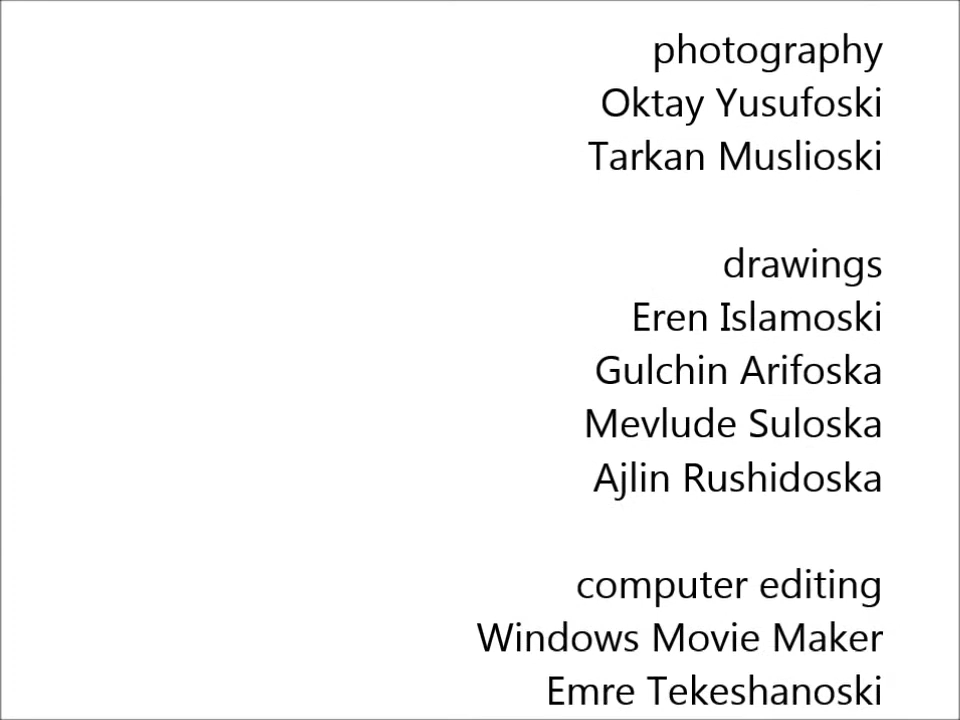 photography
Oktay Yusufoski
Tarkan Muslioski
drawings
Eren Islamoski
Gulchin Arifoska
Mevlude Suloska
Ajlin Rushidoska
computer editing
Windows Movie Maker
Emre Tekeshanoski